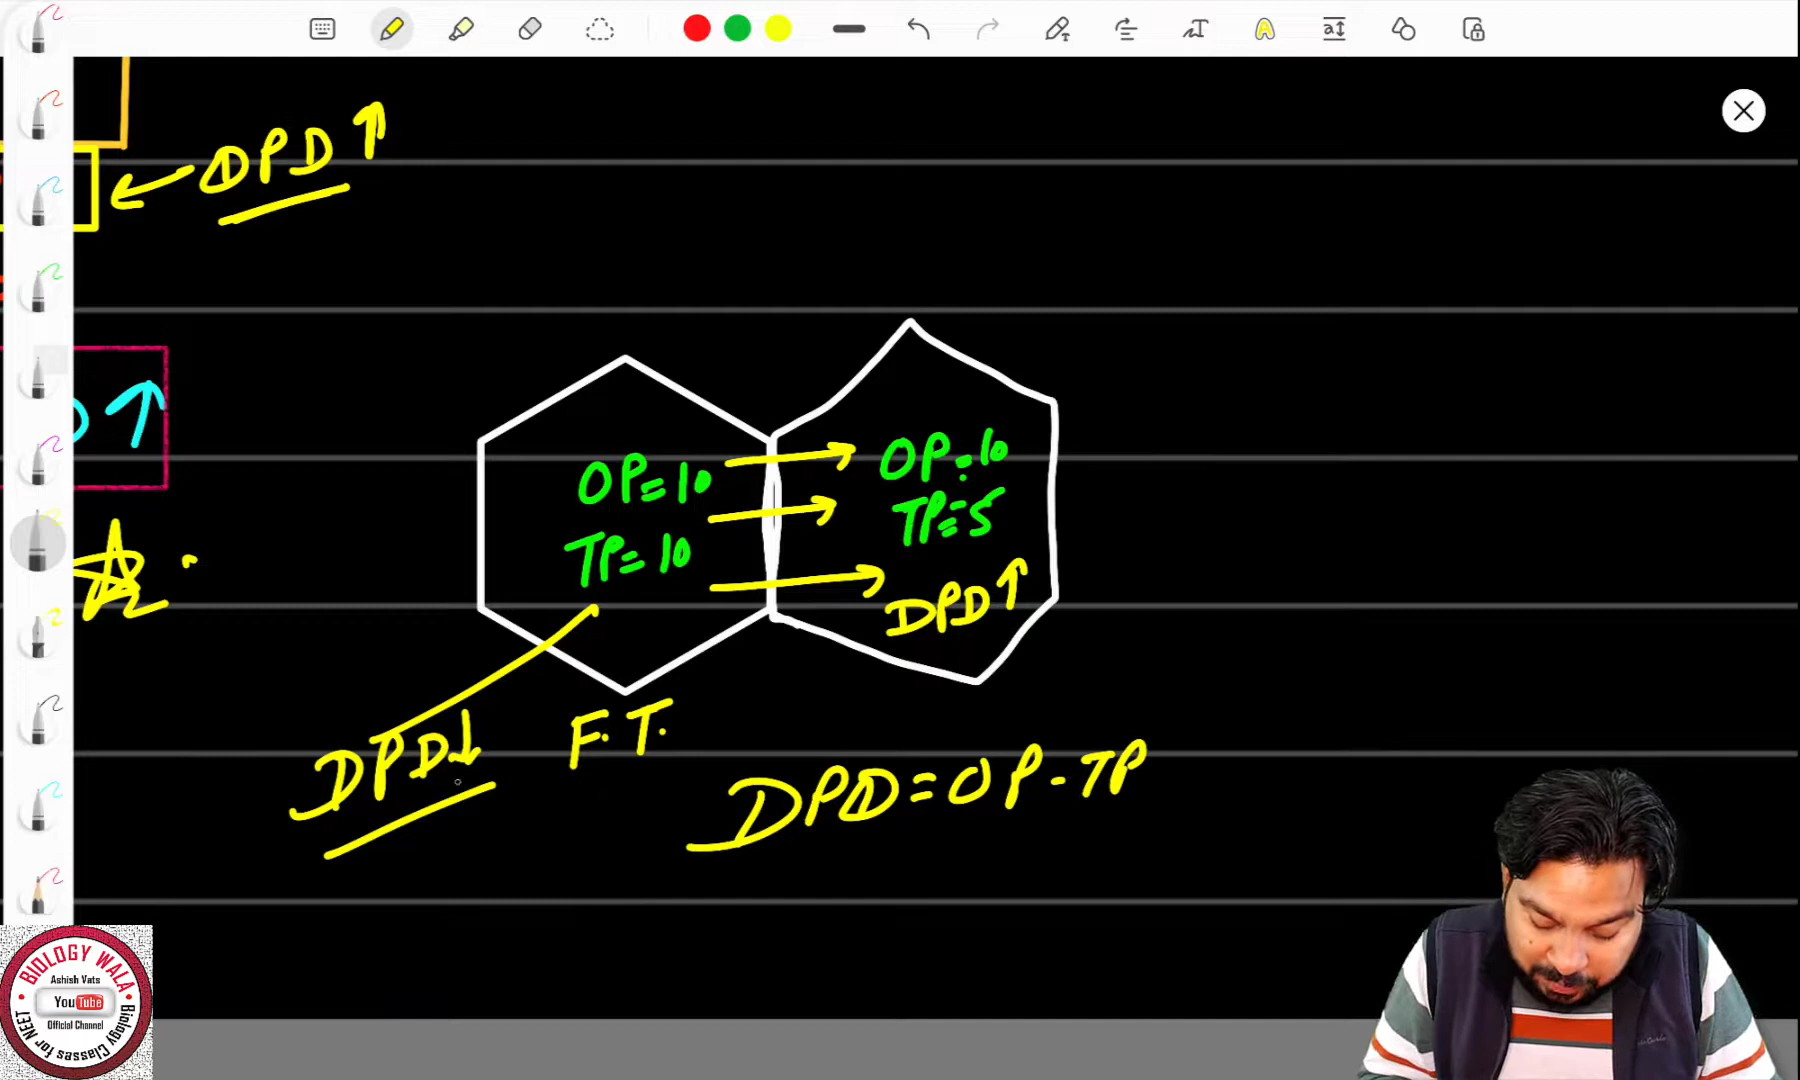 DPD↑
↑
OP=10
TP=10
OP=10
TP=5
DPD↑
DPD↓
F.T.
DPD=OP-TP
BIOLOGY WALA
Ashish Vats
YouTube
Official Channel
Biology Classes for NEET